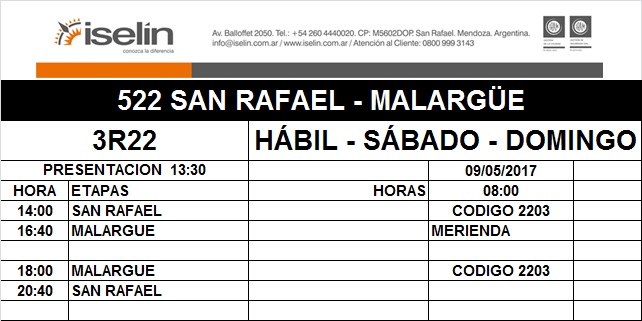 iselín
conozca la diferencia
Av. Balloffet 2050. Tel.: +54 260 4440020. CP: M5602DOP. San Rafael. Mendoza. Argentina.
info@iselin.com.ar / www.iselin.com.ar / Atención al Cliente: 0800 999 3143
522 SAN RAFAEL - MALARGÜE
3R22 HÁBIL - SÁBADO - DOMINGO
PRESENTACION 13:30 09/05/2017
HORA ETAPAS HORAS 08:00
14:00 SAN RAFAEL CODIGO 2203
16:40 MALARGUE MERIENDA
18:00 MALARGUE CODIGO 2203
20:40 SAN RAFAEL